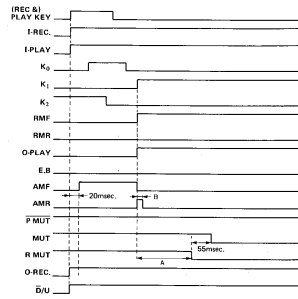 (REC &)
PLAY KEY
I-REC.
I-PLAY
K0
K1
K2
RMF
RMR
O-PLAY
E.B
AMF
20msec.
B
AMR
P MUT
MUT
55msec.
R MUT
A
O-REC.
D/U